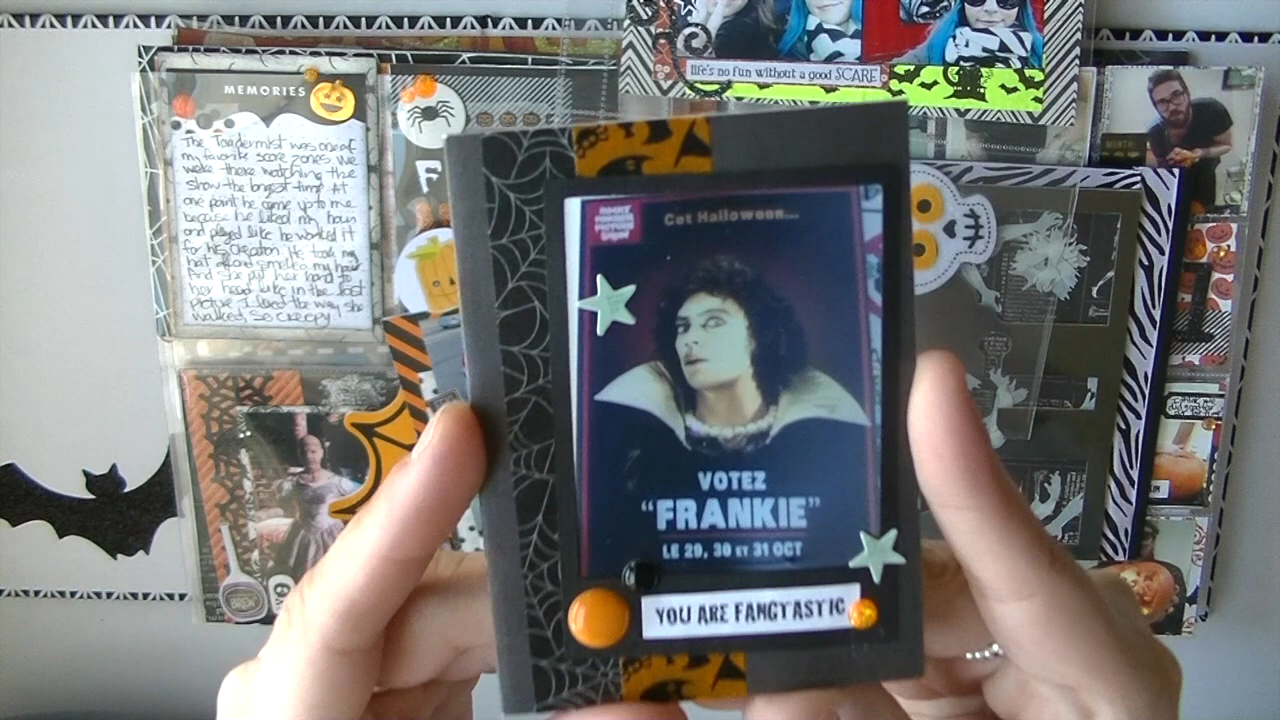 life's no fun without a good SCARE
MEMORIES
The Taxidermist was one of
my favorite scare zones. We
were there watching the
show the longest time. At
one point he came up to me
because he liked my hair
and played like he wanted it
for his creation. He took my
hat off and smelled my hair
And she put her hand to
her head like in the last
picture. I loved the way she
walked, so creepy.
F
MONTH:
Cet Halloween...
VOTEZ
"FRANKIE"
LE 29, 30 ET 31 OCT
YOU ARE FANGTASTIC
BREW